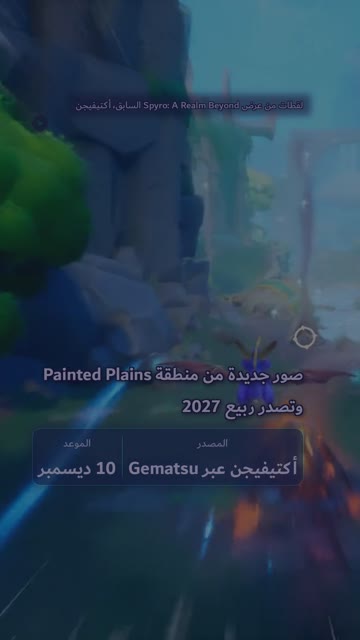 لقطات من عرض Spyro: A Realm Beyond السابق، أكتيفيجن
صور جديدة من منطقة Painted Plains
وتصدر ربيع 2027
المصدر
الموعد
أكتيفيجن عبر Gematsu
10 ديسمبر